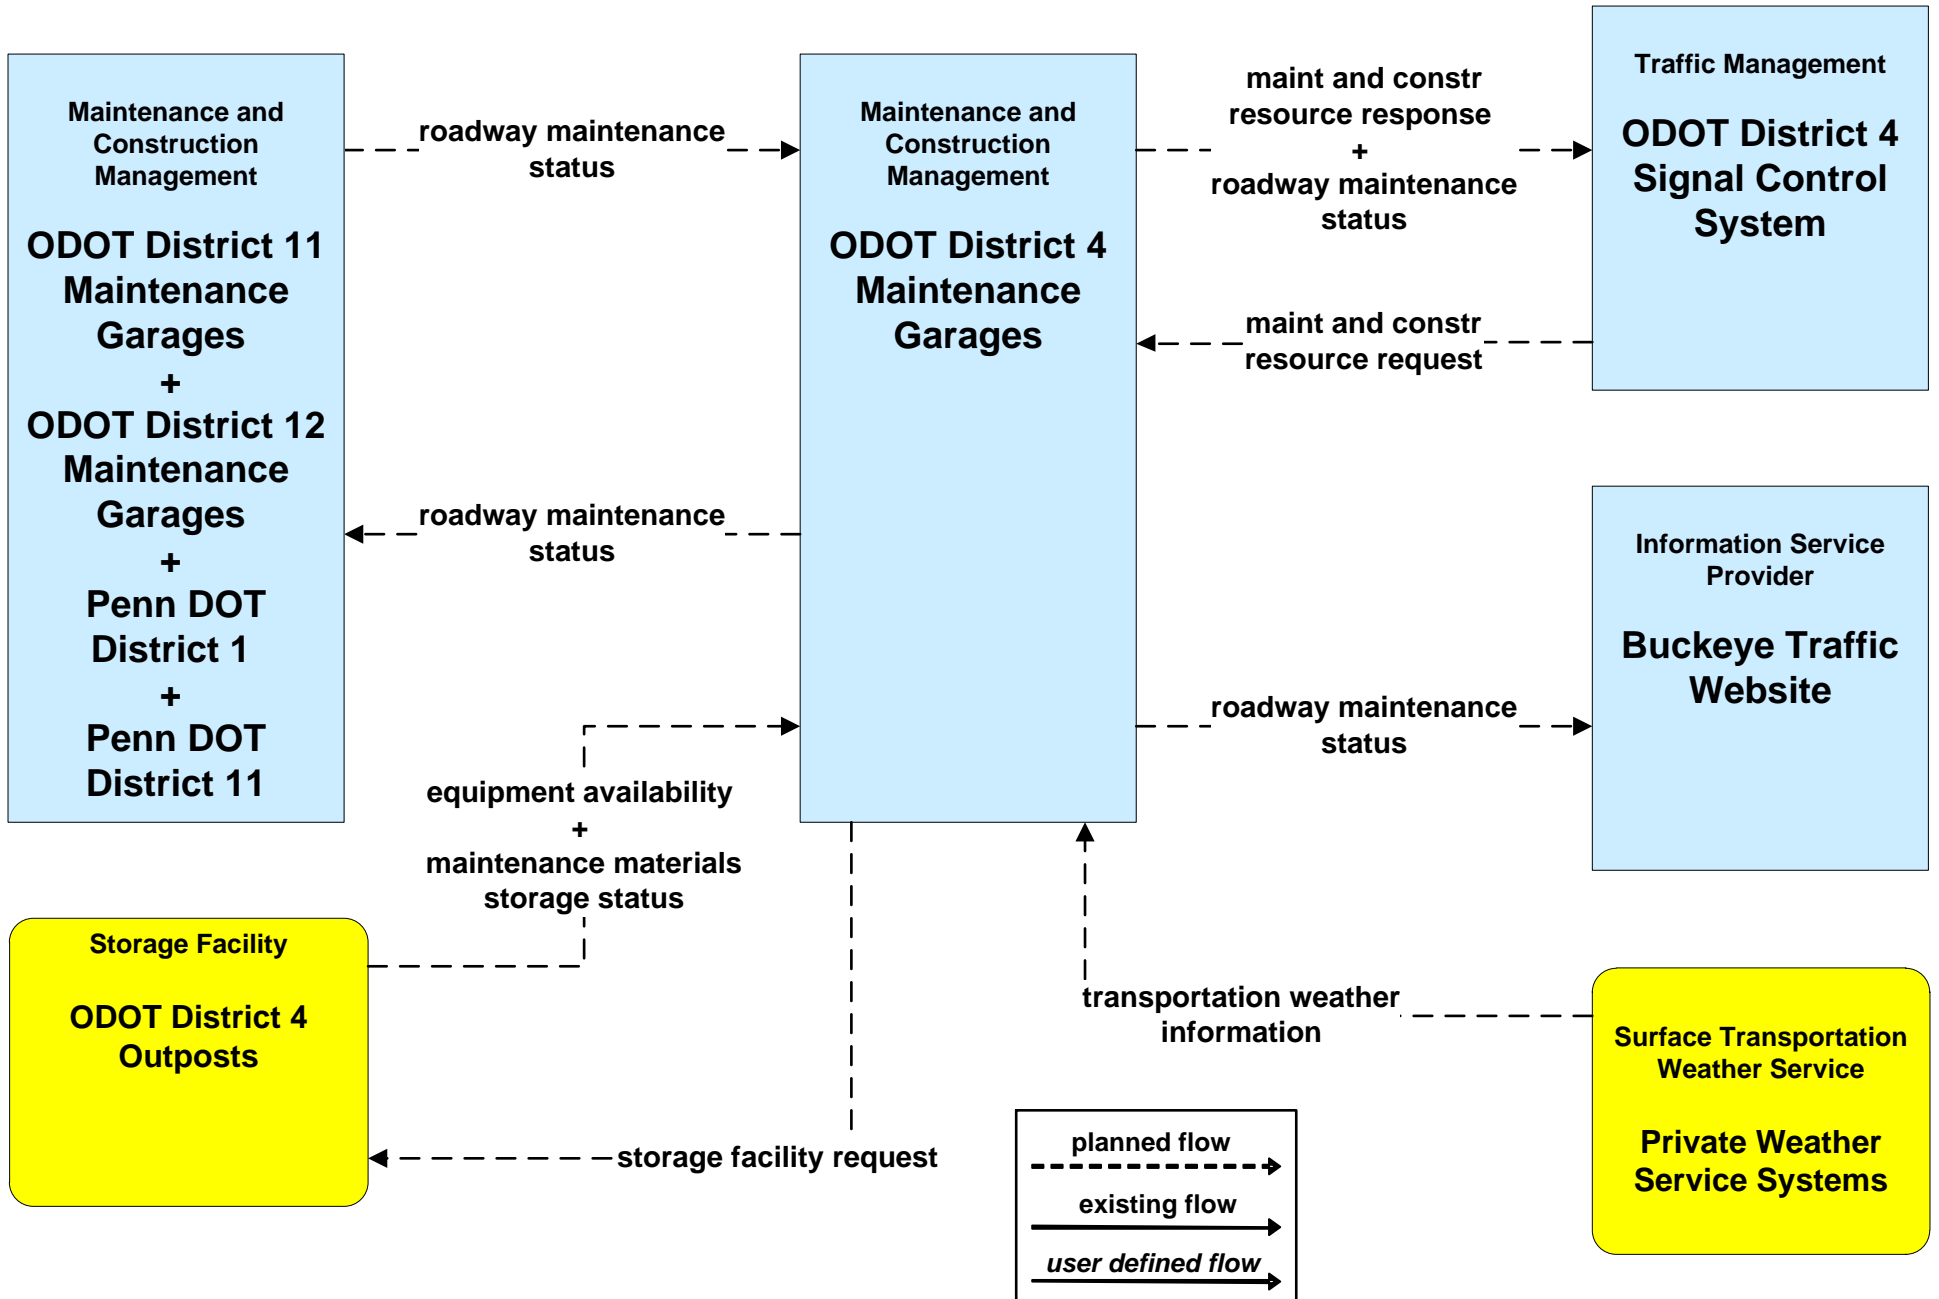 Maintenance and
Construction
Management
ODOT District 11
Maintenance
Garages
+
ODOT District 12
Maintenance
Garages
+
Penn DOT
District 1
+
Penn DOT
District 11
roadway maintenance
status
roadway maintenance
status
Maintenance and
Construction
Management
ODOT District 4
Maintenance
Garages
maint and constr
resource response
+
roadway maintenance
status
maint and constr
resource request
Traffic Management
ODOT District 4
Signal Control
System
Information Service
Provider
Buckeye Traffic
Website
roadway maintenance
status
equipment availability
+
maintenance materials
storage status
Storage Facility
ODOT District 4
Outposts
storage facility request
transportation weather
information
Surface Transportation
Weather Service
Private Weather
Service Systems
planned flow
existing flow
user defined flow